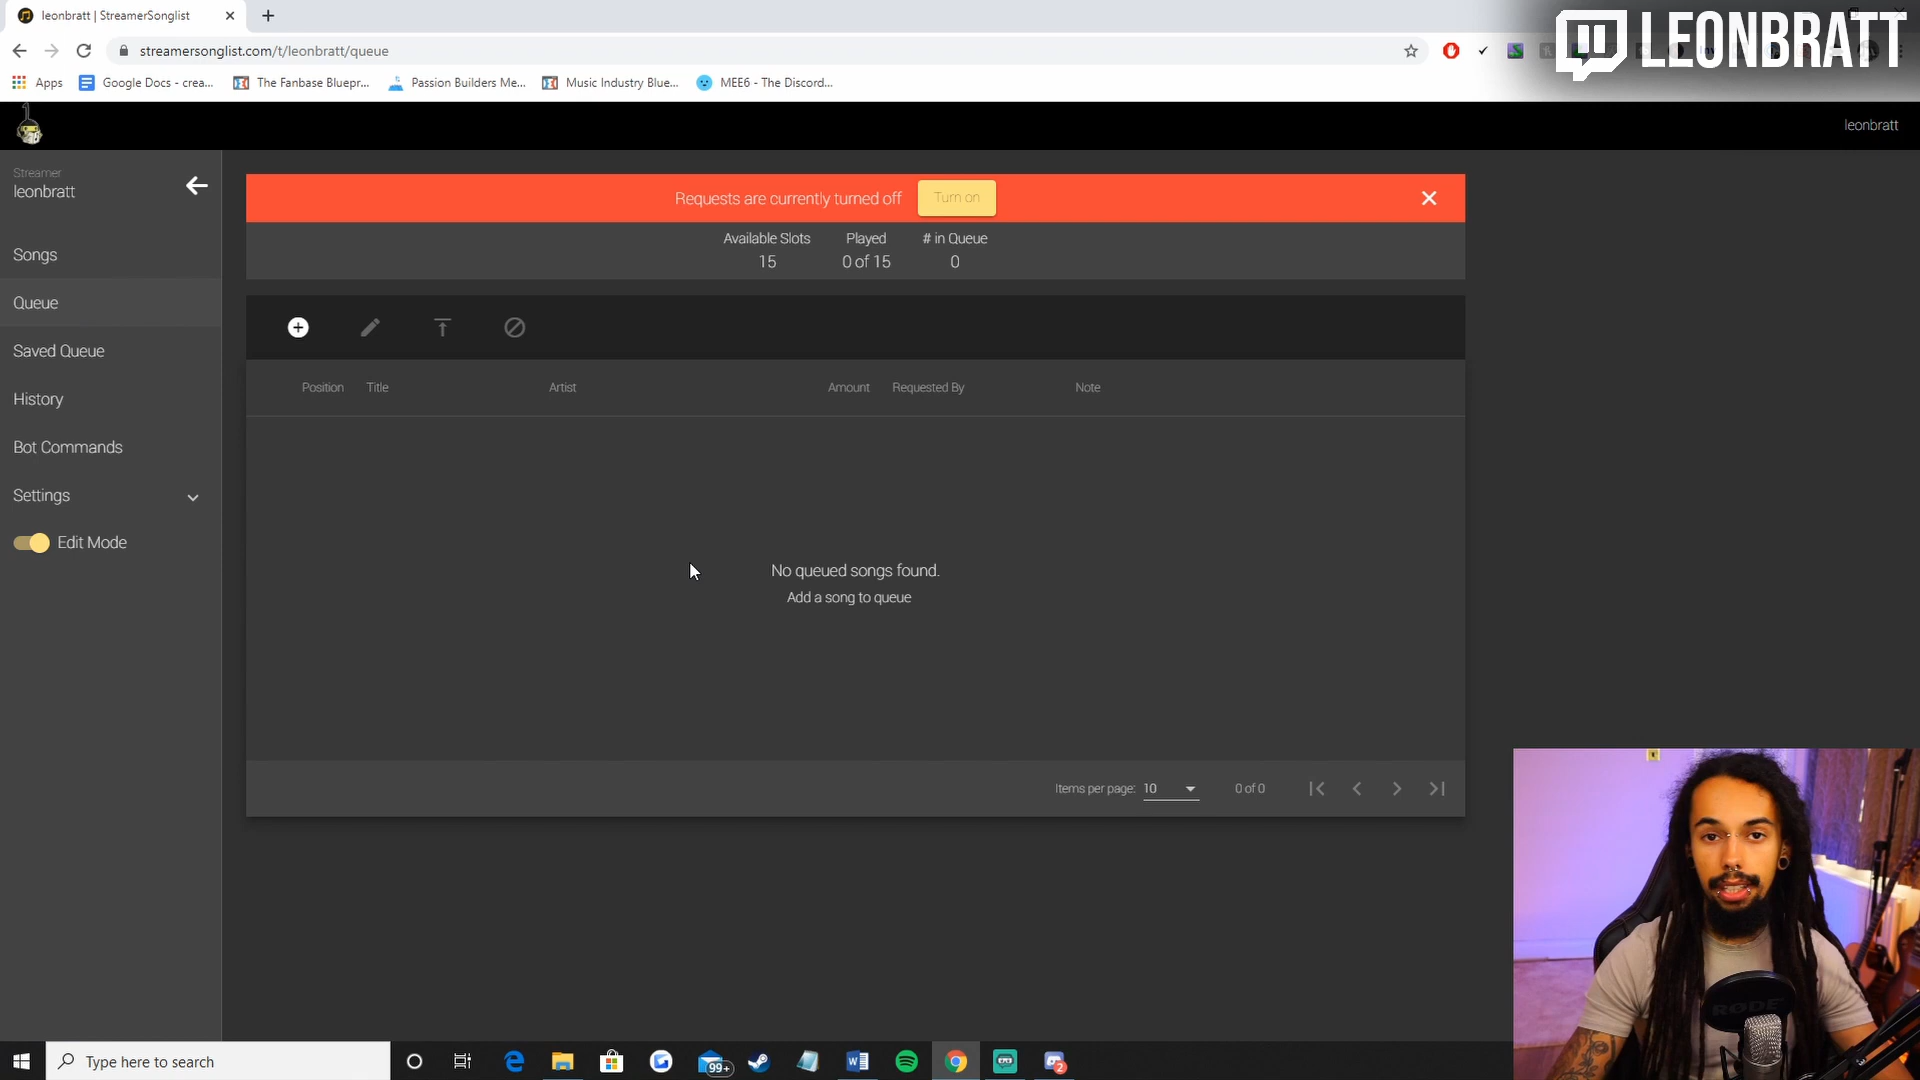 leonbratt | StreamerSonglist
LEONBRATT
streamersonglist.com/t/leonbratt/queue
Apps
Google Docs - crea...
The Fanbase Bluepr...
Passion Builders Me...
Music Industry Blue...
MEE6 - The Discord...
leonbratt
Streamer
leonbratt
Songs
Queue
Saved Queue
History
Bot Commands
Settings
Edit Mode
Requests are currently turned off
Turn on
Available Slots
Played
# in Queue
15
0 of 15
0
Position
Title
Artist
Amount
Requested By
Note
No queued songs found.
Add a song to queue
Items per page:
10
0 of 0
RØDE
Type here to search
99+
2